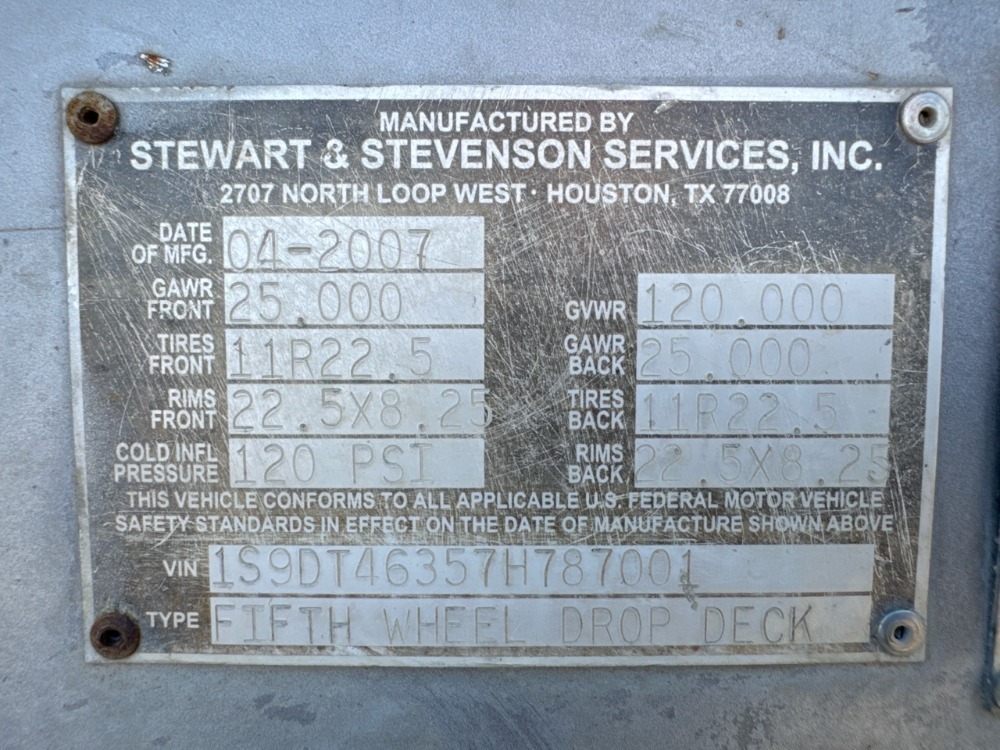 MANUFACTURED BY
STEWART & STEVENSON SERVICES, INC.
2707 NORTH LOOP WEST · HOUSTON, TX 77008
DATE OF MFG. 04-2007
GAWR FRONT 25.000 GVWR 120.000
TIRES FRONT 11R22.5 GAWR BACK 25.000
RIMS FRONT 22.5X8.25 TIRES BACK 11R22.5
COLD INFL PRESSURE 120 PSI RIMS BACK 22.5X8.25
THIS VEHICLE CONFORMS TO ALL APPLICABLE U.S. FEDERAL MOTOR VEHICLE
SAFETY STANDARDS IN EFFECT ON THE DATE OF MANUFACTURE SHOWN ABOVE
VIN 1S9DT46357H787001
TYPE FIFTH WHEEL DROP DECK